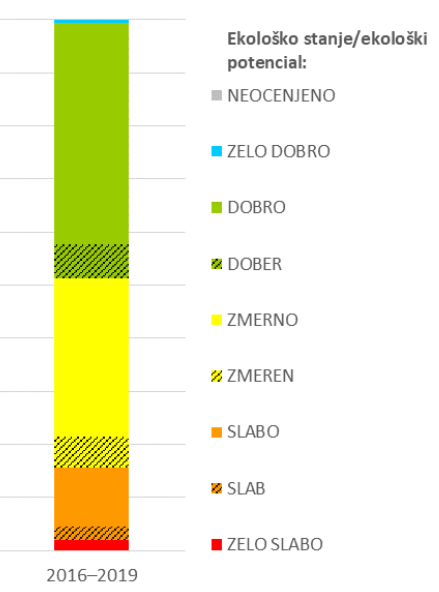 Ekološko stanje/ekološki
potencial:
NEOCENJENO
ZELO DOBRO
DOBRO
DOBER
ZMERNO
ZMEREN
SLABO
SLAB
ZELO SLABO
2016–2019